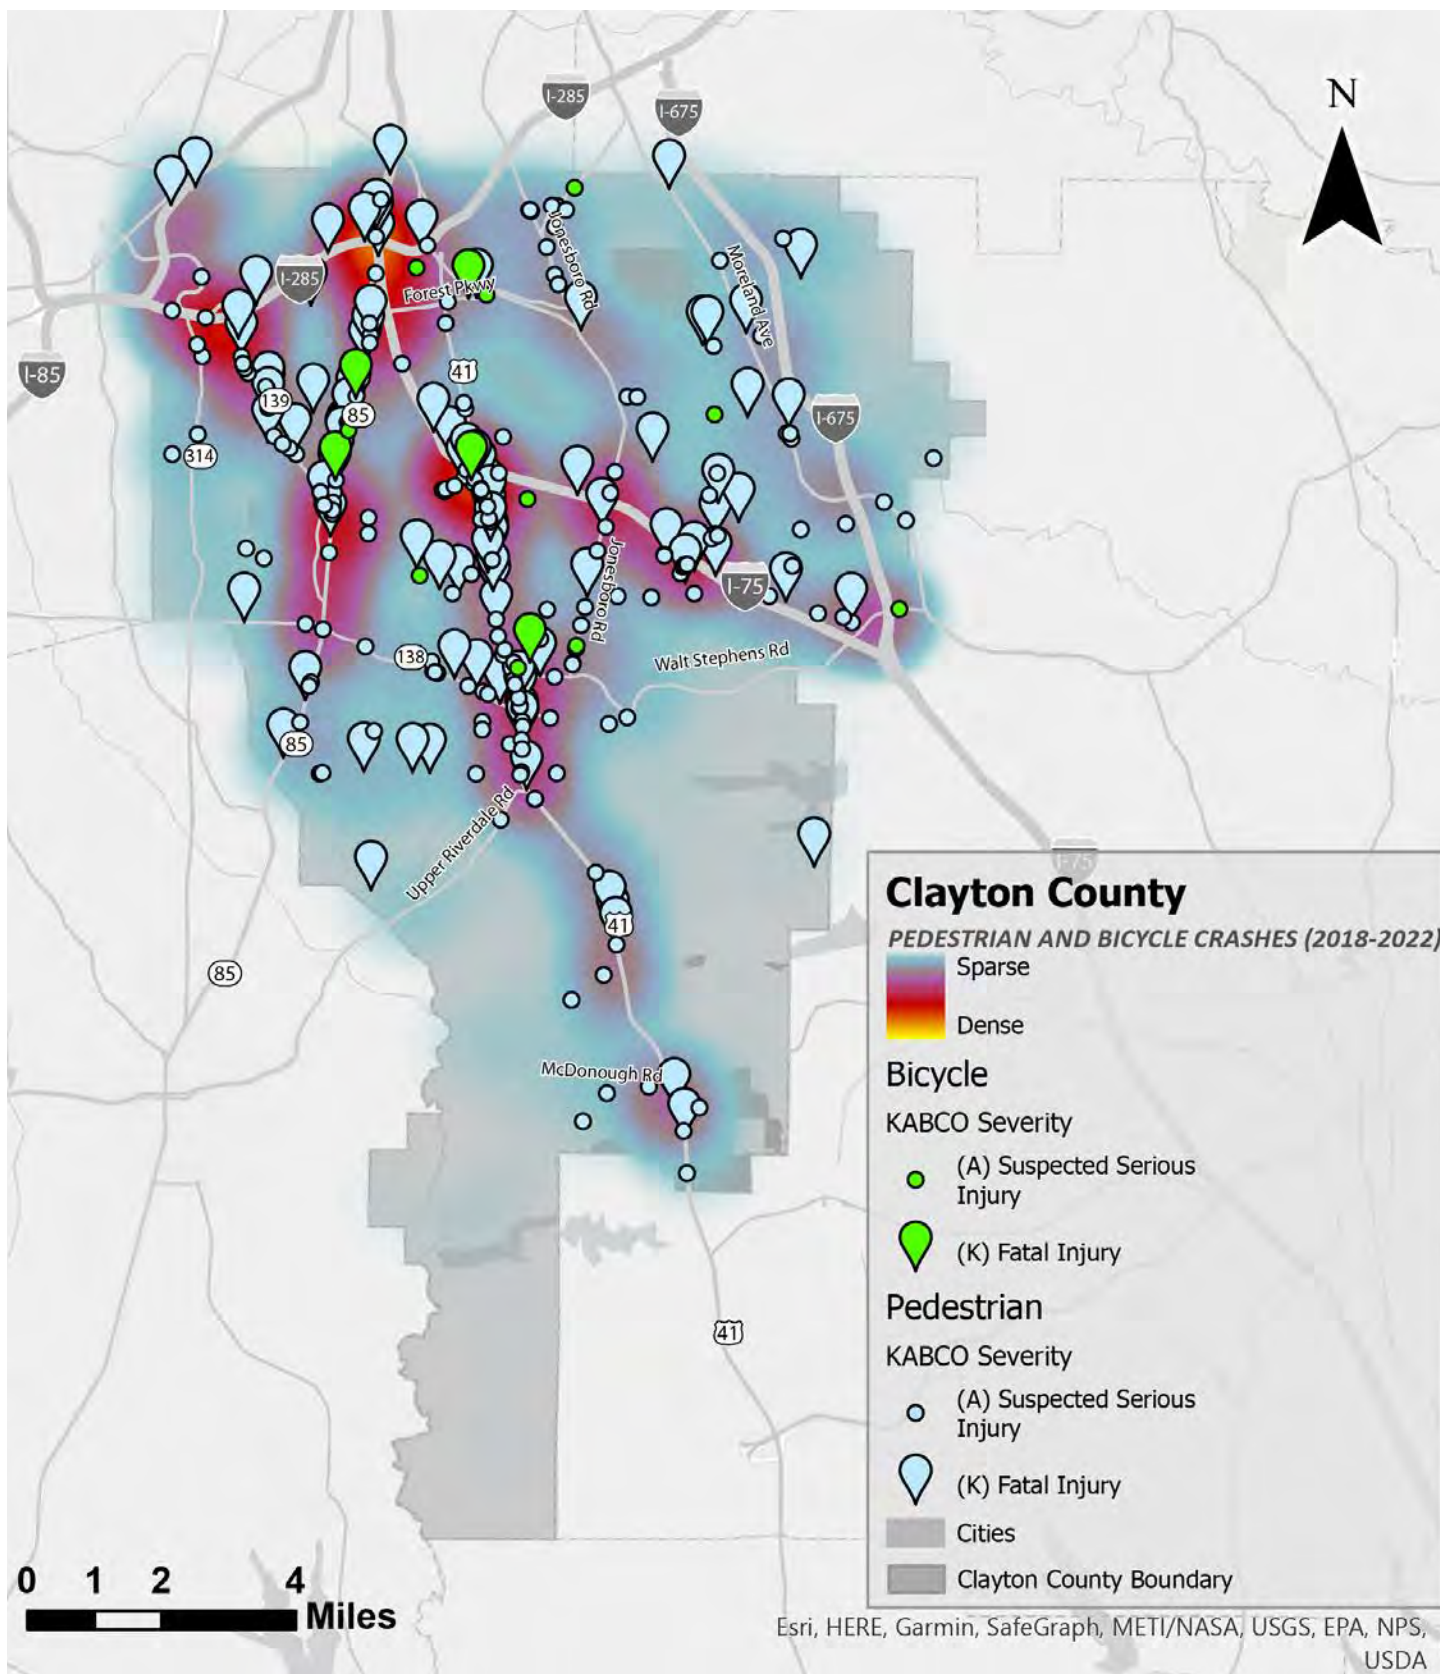 N
I-285
I-675
Jonesboro Rd
Moreland Ave
I-285
Forest Pkwy
I-85
41
139
85
I-675
314
I-75
Jonesboro Rd
138
Walt Stephens Rd
85
Upper Riverdale Rd
I-75
41
85
McDonough Rd
41
Clayton County
PEDESTRIAN AND BICYCLE CRASHES (2018-2022)
Sparse
Dense
Bicycle
KABCO Severity
(A) Suspected Serious
Injury
(K) Fatal Injury
Pedestrian
KABCO Severity
(A) Suspected Serious
Injury
(K) Fatal Injury
Cities
Clayton County Boundary
0 1 2 4
Miles
Esri, HERE, Garmin, SafeGraph, METI/NASA, USGS, EPA, NPS,
USDA